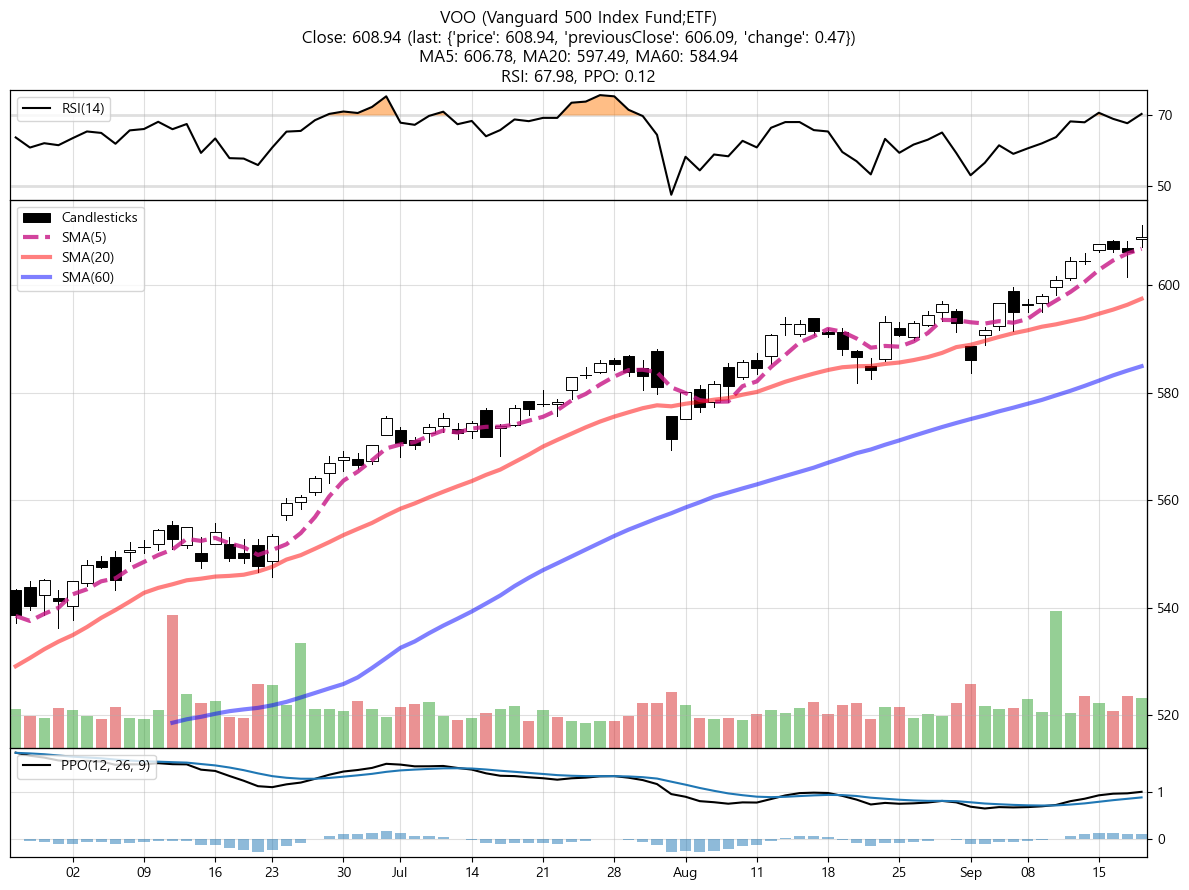 VOO (Vanguard 500 Index Fund;ETF)
Close: 608.94 (last: {'price': 608.94, 'previousClose': 606.09, 'change': 0.47})
MA5: 606.78, MA20: 597.49, MA60: 584.94
RSI: 67.98, PPO: 0.12
RSI(14)
70
50
Candlesticks
SMA(5)
SMA(20)
SMA(60)
600
580
560
540
520
PPO(12, 26, 9)
1
0
02 09 16 23 30 Jul 14 21 28 Aug 11 18 25 Sep 08 15